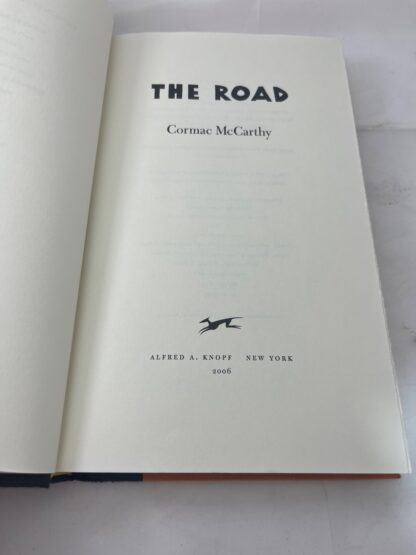 THE ROAD
Cormac McCarthy
ALFRED A. KNOPF NEW YORK
2006